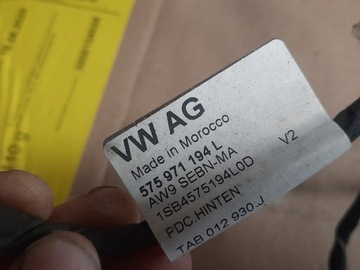 VW AG
Made in Morocco
575 971 194 L
AW9 SEBN-MA
1SB4575194L0D V2
PDC.HINTEN
TAB.012.930.J